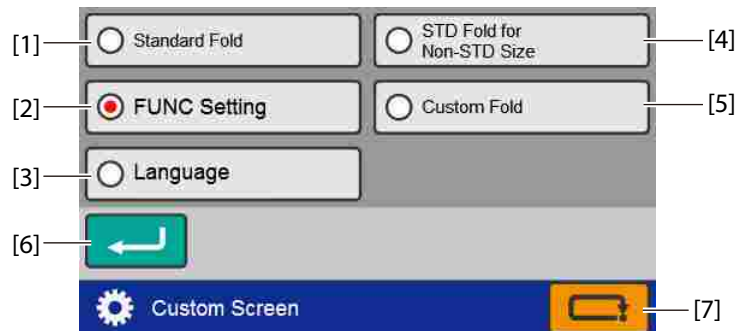 [1]
Standard Fold
STD Fold for
Non-STD Size
[4]
[2]
FUNC Setting
Custom Fold
[5]
[3]
Language
[6]
Custom Screen
[7]